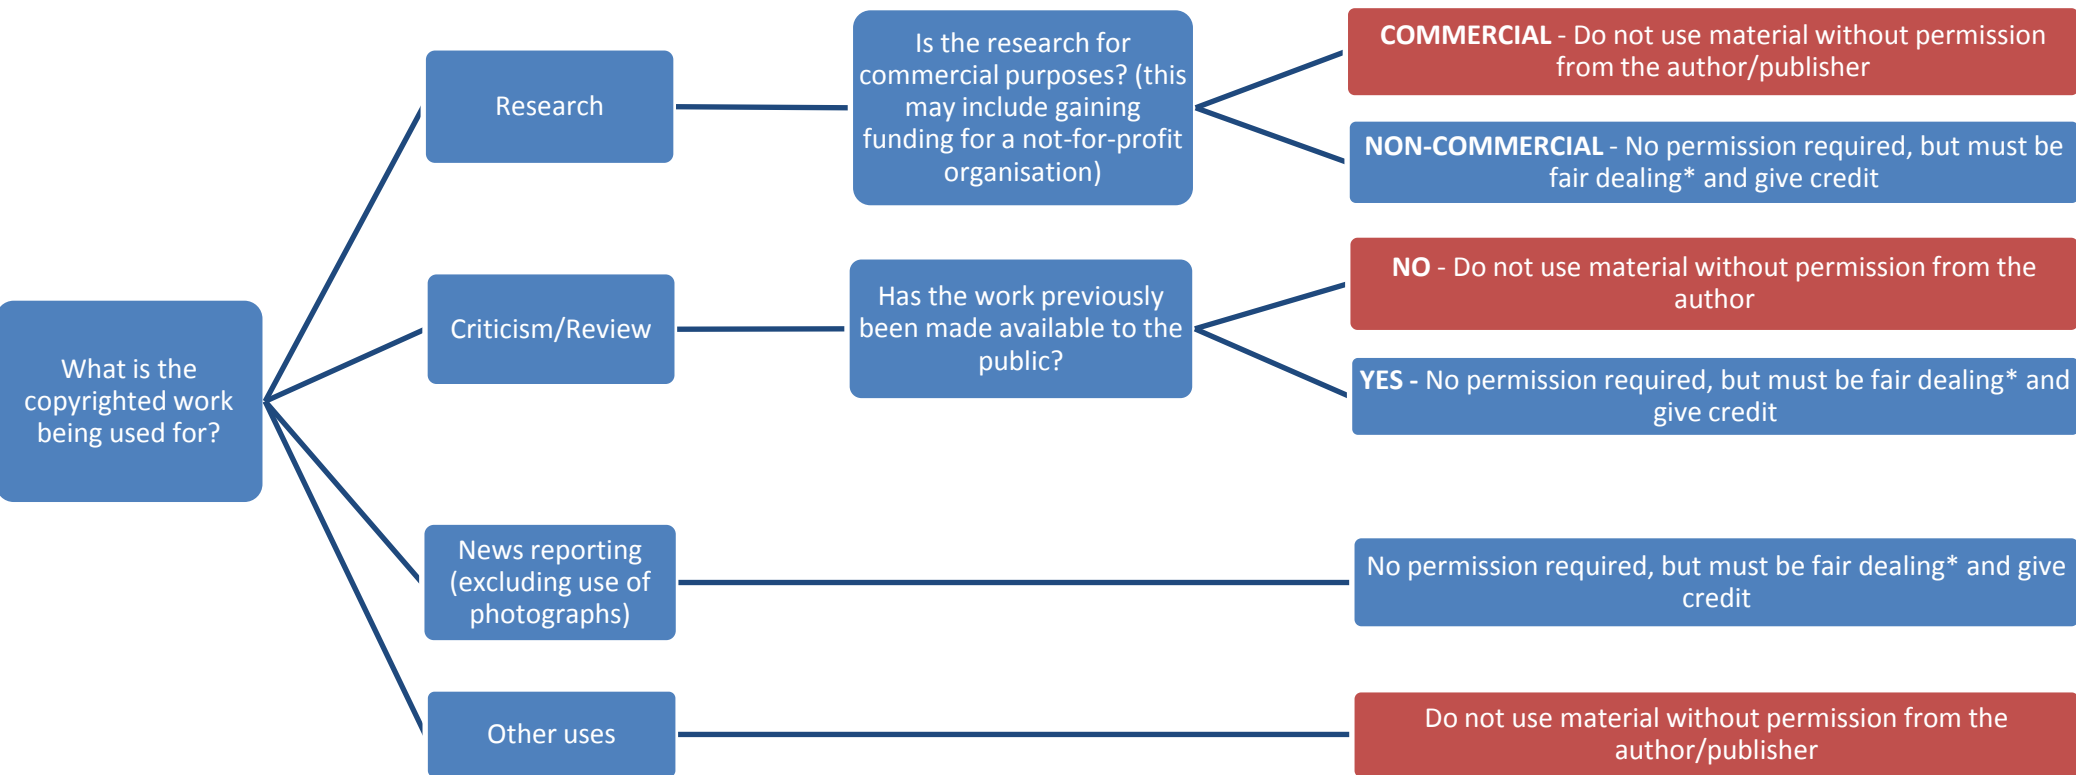 What is the
copyrighted work
being used for?
Research
Is the research for
commercial purposes? (this
may include gaining
funding for a not-for-profit
organisation)
COMMERCIAL - Do not use material without permission
from the author/publisher
NON-COMMERCIAL - No permission required, but must be
fair dealing* and give credit
Criticism/Review
Has the work previously
been made available to the
public?
NO - Do not use material without permission from the
author
YES - No permission required, but must be fair dealing* and
give credit
News reporting
(excluding use of
photographs)
No permission required, but must be fair dealing* and give
credit
Other uses
Do not use material without permission from the
author/publisher